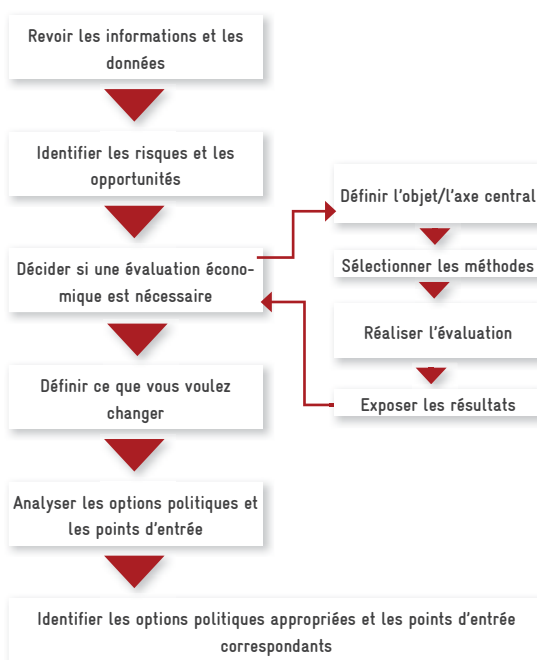 Revoir les informations et les
données
Identifier les risques et les
opportunités
Décider si une évaluation écono-
mique est nécessaire
Définir l'objet/l'axe central
Sélectionner les méthodes
Réaliser l'évaluation
Exposer les résultats
Définir ce que vous voulez
changer
Analyser les options politiques et
les points d'entrée
Identifier les options politiques appropriées et les points d'entrée
correspondants